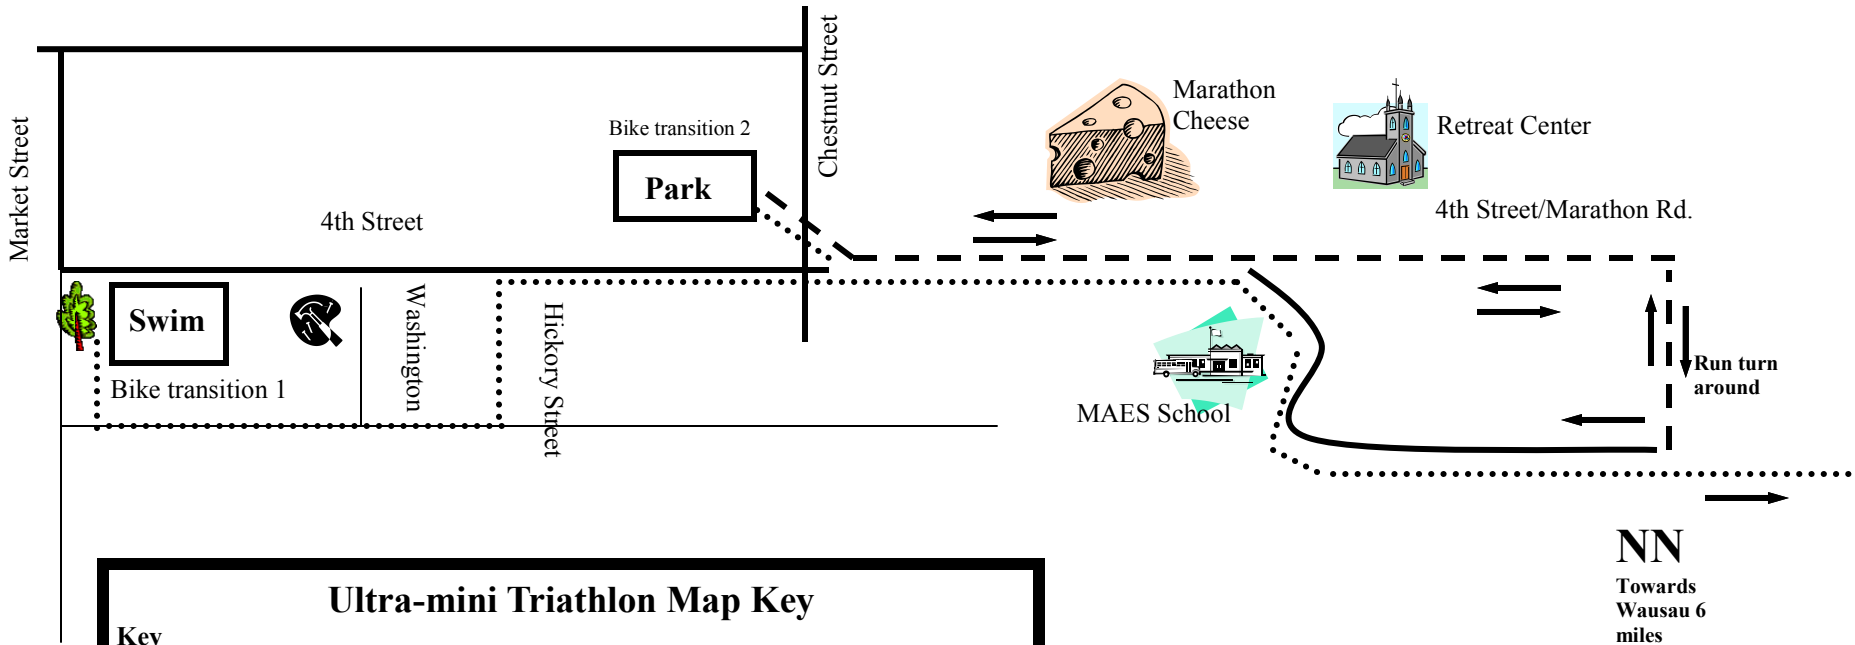 Market Street
4th Street
Bike transition 2
Park
Chestnut Street
Marathon
Cheese
Retreat Center
4th Street/Marathon Rd.
Swim
Bike transition 1
Washington
Hickory Street
MAES School
Run turn
around
NN
Towards
Wausau 6
miles
Ultra-mini Triathlon Map Key
Key